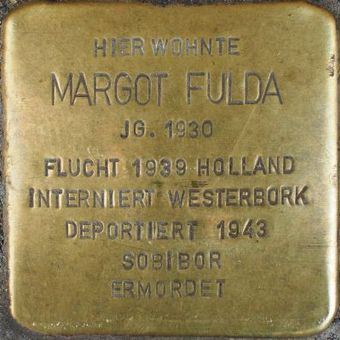 HIER WOHNTE
MARGOT FULDA
JG. 1930
FLUCHT 1939 HOLLAND
INTERNIERT WESTERBORK
DEPORTIERT 1943
SOBIBOR
ERMORDET